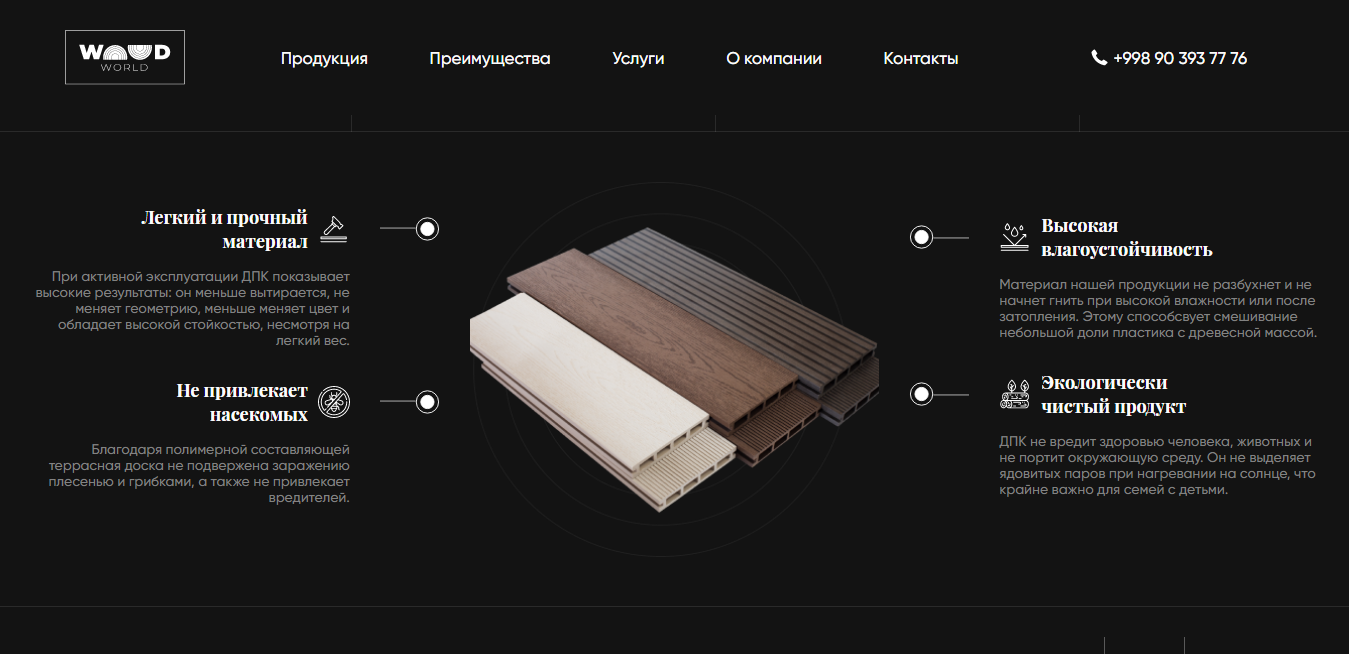 WOOD
WORLD
Продукция
Преимущества
Услуги
О компании
Контакты
+998 90 393 77 76
Легкий и прочный
материал
При активной эксплуатации ДПК показывает
высокие результаты: он меньше вытирается, не
меняет геометрию, меньше меняет цвет и
обладает высокой стойкостью, несмотря на
легкий вес.
Не привлекает
насекомых
Благодаря полимерной составляющей
террасная доска не подвержена заражению
плесенью и грибками, а также не привлекает
вредителей.
Высокая
влагоустойчивость
Материал нашей продукции не разбухнет и не
начнет гнить при высокой влажности или после
затопления. Этому способсвует смешивание
небольшой доли пластика с древесной массой.
Экологически
чистый продукт
ДПК не вредит здоровью человека, животных и
не портит окружающую среду. Он не выделяет
ядовитых паров при нагревании на солнце, что
крайне важно для семей с детьми.